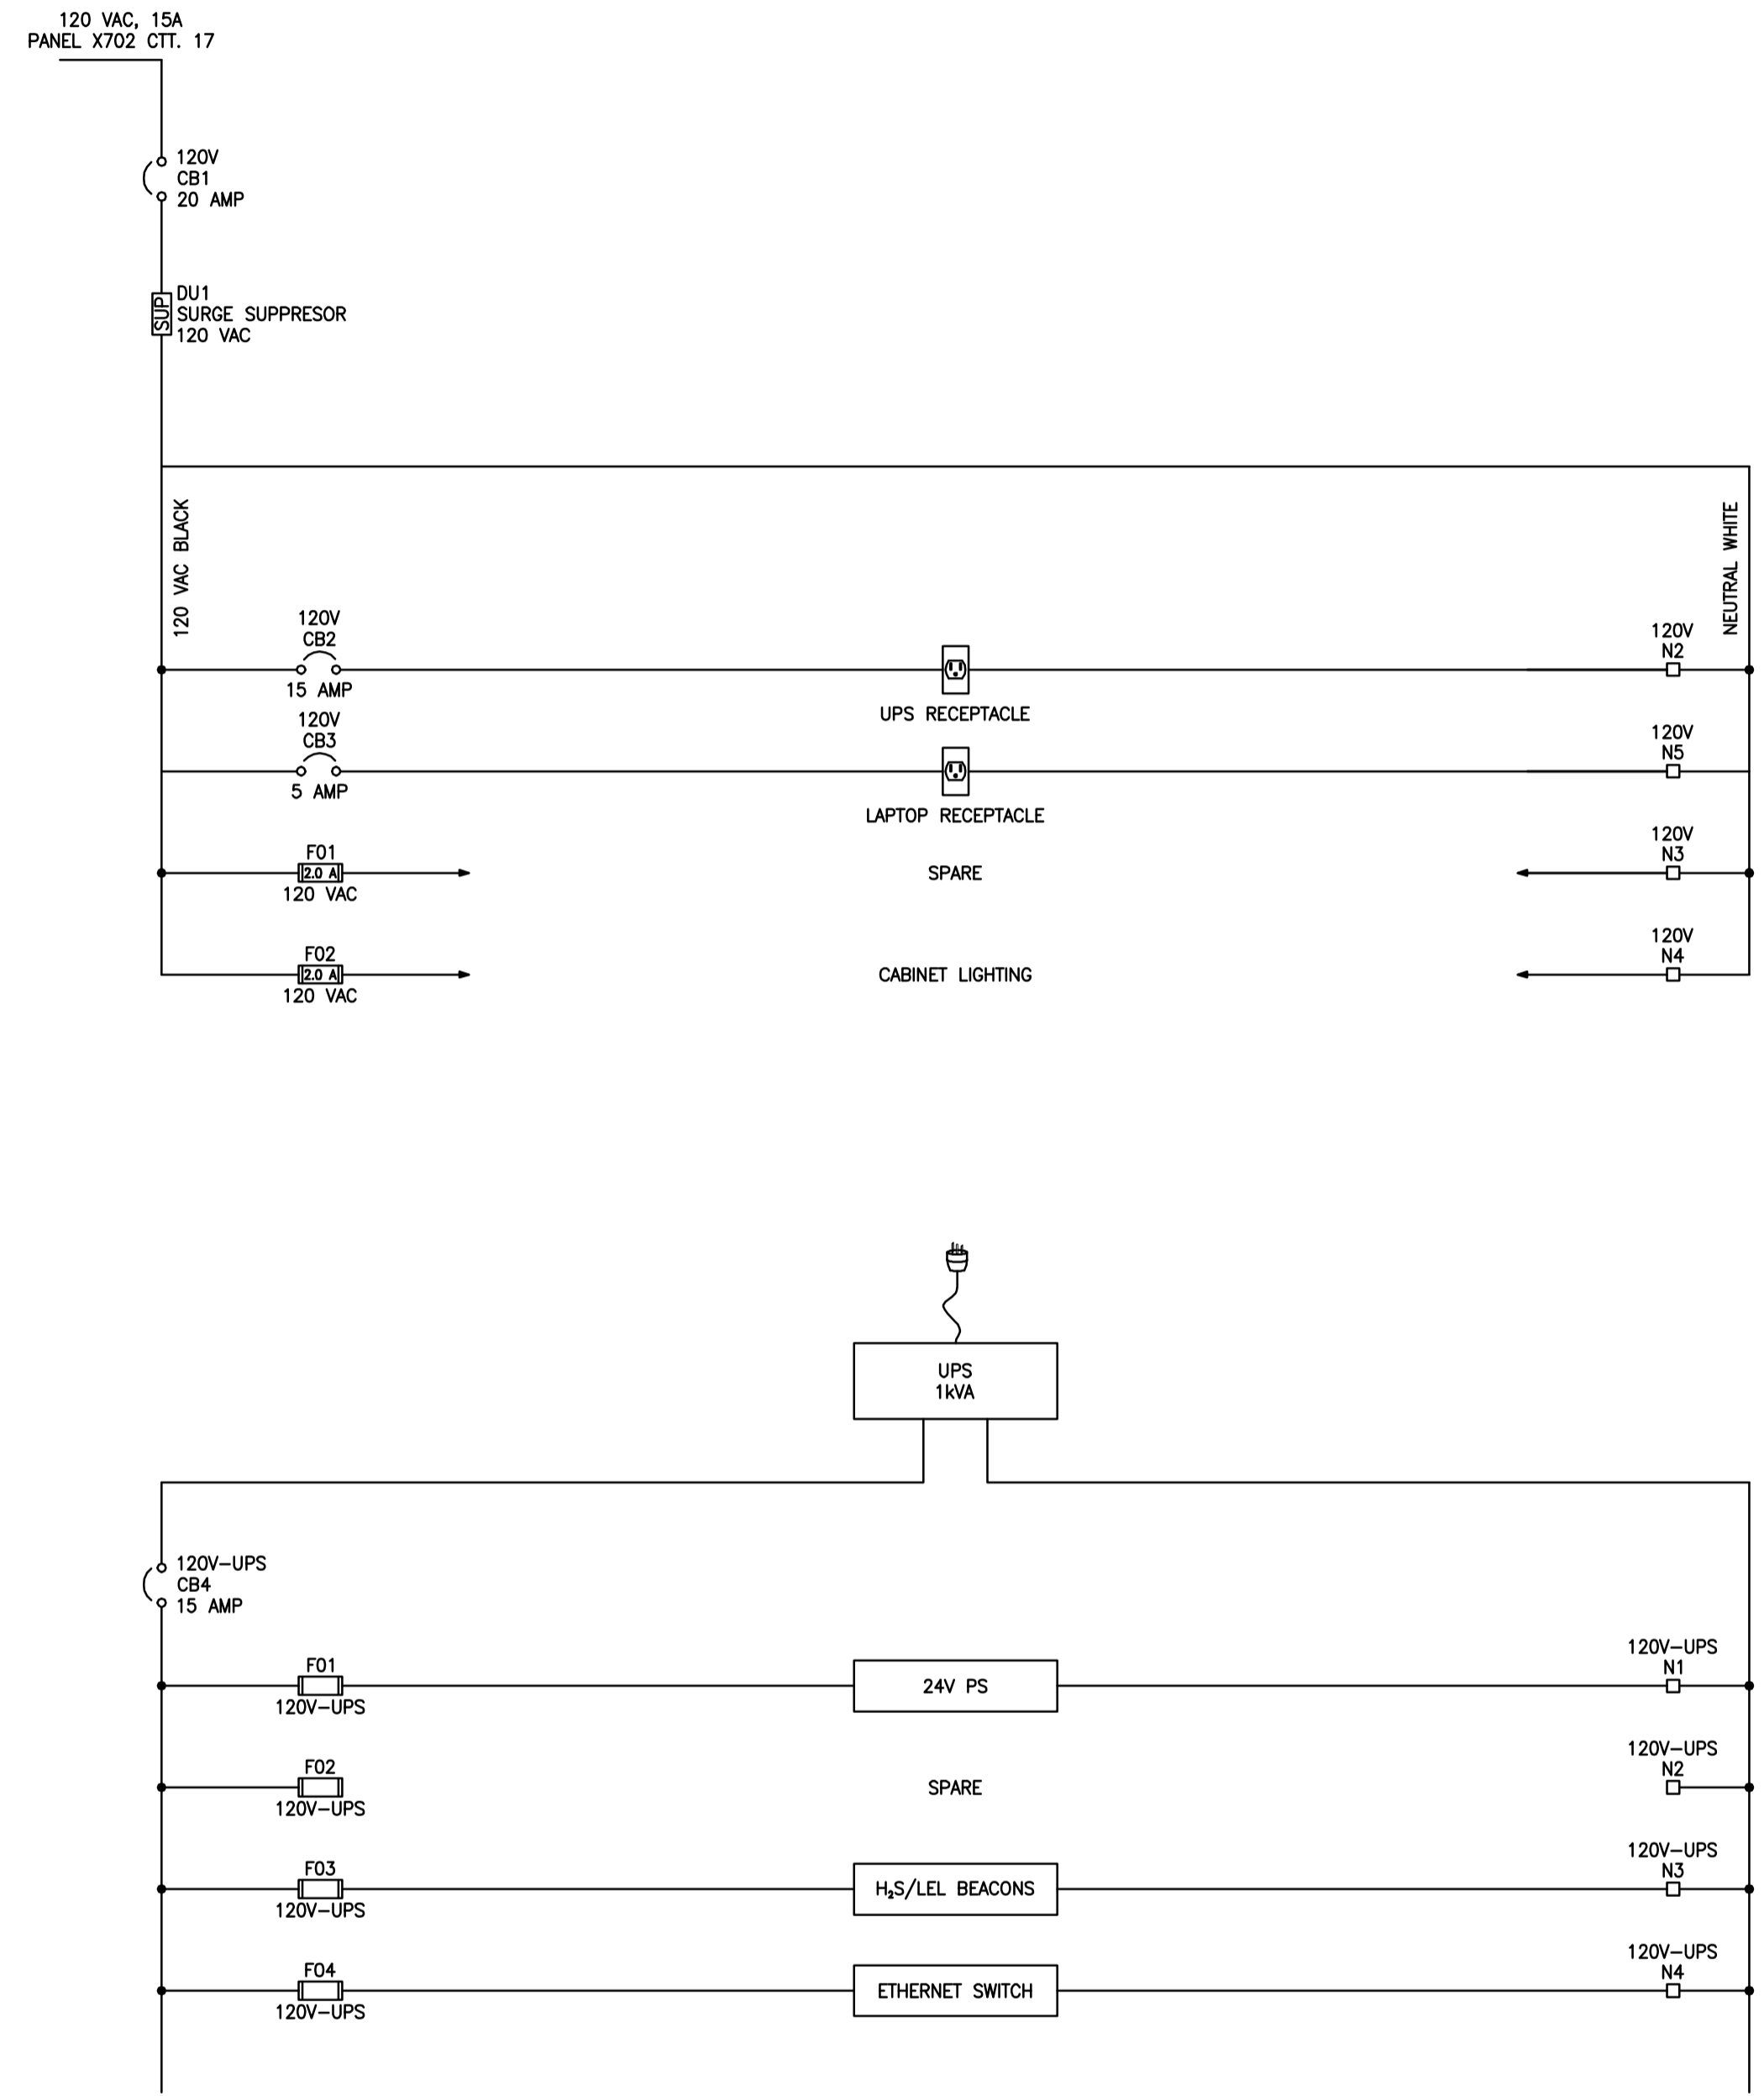 120 VAC, 15A
PANEL X702 CTT. 17
120V
CB1
20 AMP
SUP
DU1
SURGE SUPPRESOR
120 VAC
120 VAC BLACK
NEUTRAL WHITE
120V
CB2
15 AMP
UPS RECEPTACLE
120V
N2
120V
CB3
5 AMP
LAPTOP RECEPTACLE
120V
N5
F01
2.0 A
120 VAC
SPARE
120V
N3
F02
2.0 A
120 VAC
CABINET LIGHTING
120V
N4
UPS
1kVA
120V-UPS
CB4
15 AMP
F01
120V-UPS
24V PS
120V-UPS
N1
F02
120V-UPS
SPARE
120V-UPS
N2
F03
120V-UPS
H₂S/LEL BEACONS
120V-UPS
N3
F04
120V-UPS
ETHERNET SWITCH
120V-UPS
N4